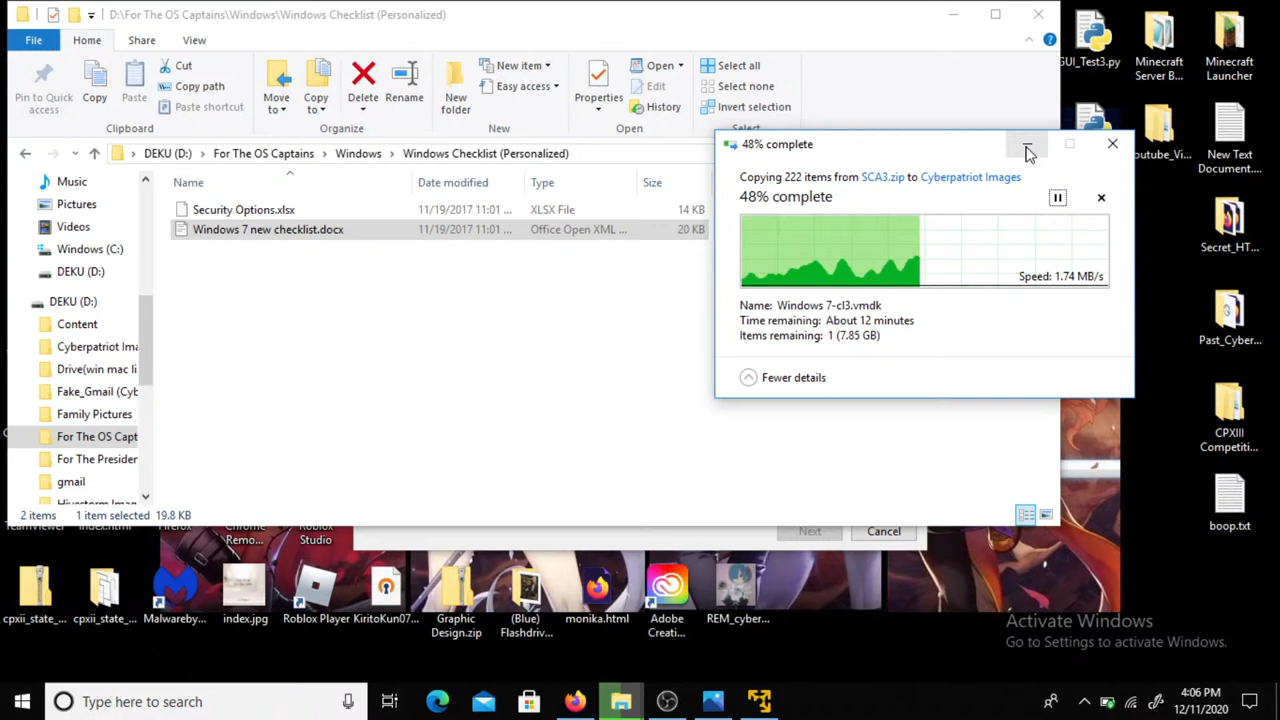 D:\For The OS Captains\Windows\Windows Checklist (Personalized)
File
Home
Share
View
Pin to Quick
access
Copy
Paste
Cut
Copy path
Paste shortcut
Clipboard
Move
to
Copy
to
Delete
Rename
Organize
New
folder
New item
Easy access
New
Properties
Open
Edit
History
Open
Select all
Select none
Invert selection
Select
DEKU (D:)
For The OS Captains
Windows
Windows Checklist (Personalized)
Name
Date modified
Type
Size
Security Options.xlsx
11/19/2017 11:01 ...
XLSX File
14 KB
Windows 7 new checklist.docx
11/19/2017 11:01 ...
Office Open XML ...
20 KB
Music
Pictures
Videos
Windows (C:)
DEKU (D:)
DEKU (D:)
Content
Cyberpatriot Ima
Drive(win mac li
Fake_Gmail (Cyb
Family Pictures
For The OS Capt
For The Presiden
gmail
2 items
1 item selected
19.8 KB
48% complete
Copying 222 items from SCA3.zip to Cyberpatriot Images
48% complete
Speed: 1.74 MB/s
Name: Windows 7-cl3.vmdk
Time remaining: About 12 minutes
Items remaining: 1 (7.85 GB)
Fewer details
Next
Cancel
GUI_Test3.py
Minecraft
Server B...
Minecraft
Launcher
outube_Vi...
New Text
Document....
Secret_HT...
Past_Cyber...
CPXIII
Competiti...
boop.txt
Chrome
Remo...
Roblox
Studio
cpxii_state_...
cpxii_state_...
Malwareby...
index.jpg
Roblox Player
KiritoKun07...
Graphic
Design.zip
(Blue)
Flashdriv...
monika.html
Adobe
Creati...
REM_cyber...
Activate Windows
Go to Settings to activate Windows.
Type here to search
4:06 PM
12/11/2020